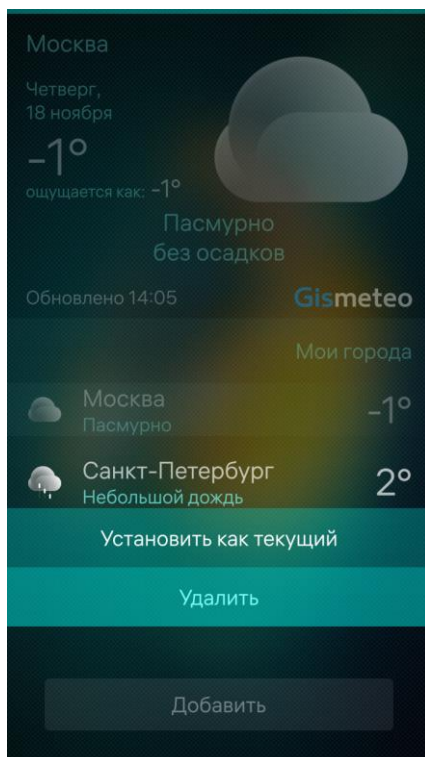 Москва
Четверг,
18 ноября
-1°
ощущается как: -1°
Пасмурно
без осадков
Обновлено 14:05
Gismeteo
Мои города
Москва
-1°
Пасмурно
Санкт-Петербург
2°
Небольшой дождь
Установить как текущий
Удалить
Добавить